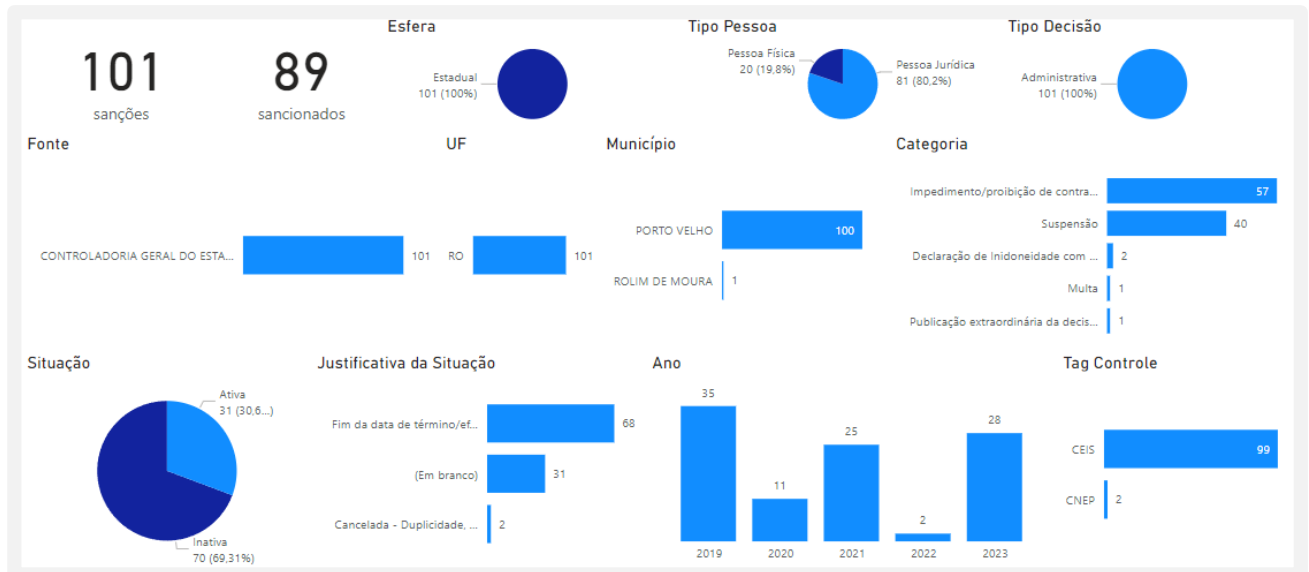 Esfera
Tipo Pessoa
Tipo Decisão
101
sanções
89
sancionados
Estadual
101 (100%)
Pessoa Física
20 (19,8%)
Pessoa Jurídica
81 (80,2%)
Administrativa
101 (100%)
Fonte
UF
Município
Categoria
CONTROLADORIA GERAL DO ESTA...
101
RO
101
PORTO VELHO
100
ROLIM DE MOURA
1
Impedimento/proibição de contra...
57
Suspensão
40
Declaração de Inidoneidade com ...
2
Multa
1
Publicação extraordinária da decis...
1
Situação
Justificativa da Situação
Ano
Tag Controle
Ativa
31 (30,6...)
Inativa
70 (69,31%)
Fim da data de término/ef...
68
(Em branco)
31
Cancelada - Duplicidade, ...
2
35
11
25
2
28
2019
2020
2021
2022
2023
CEIS
99
CNEP
2